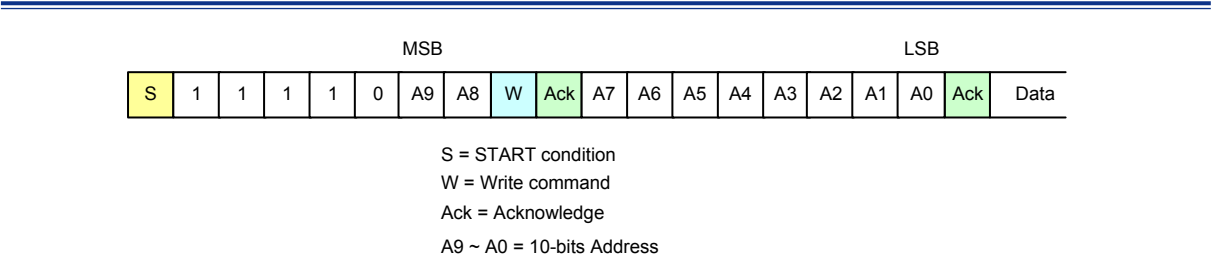 MSB LSB
S 1 1 1 1 0 A9 A8 W Ack A7 A6 A5 A4 A3 A2 A1 A0 Ack Data
S = START condition
W = Write command
Ack = Acknowledge
A9 ~ A0 = 10-bits Address